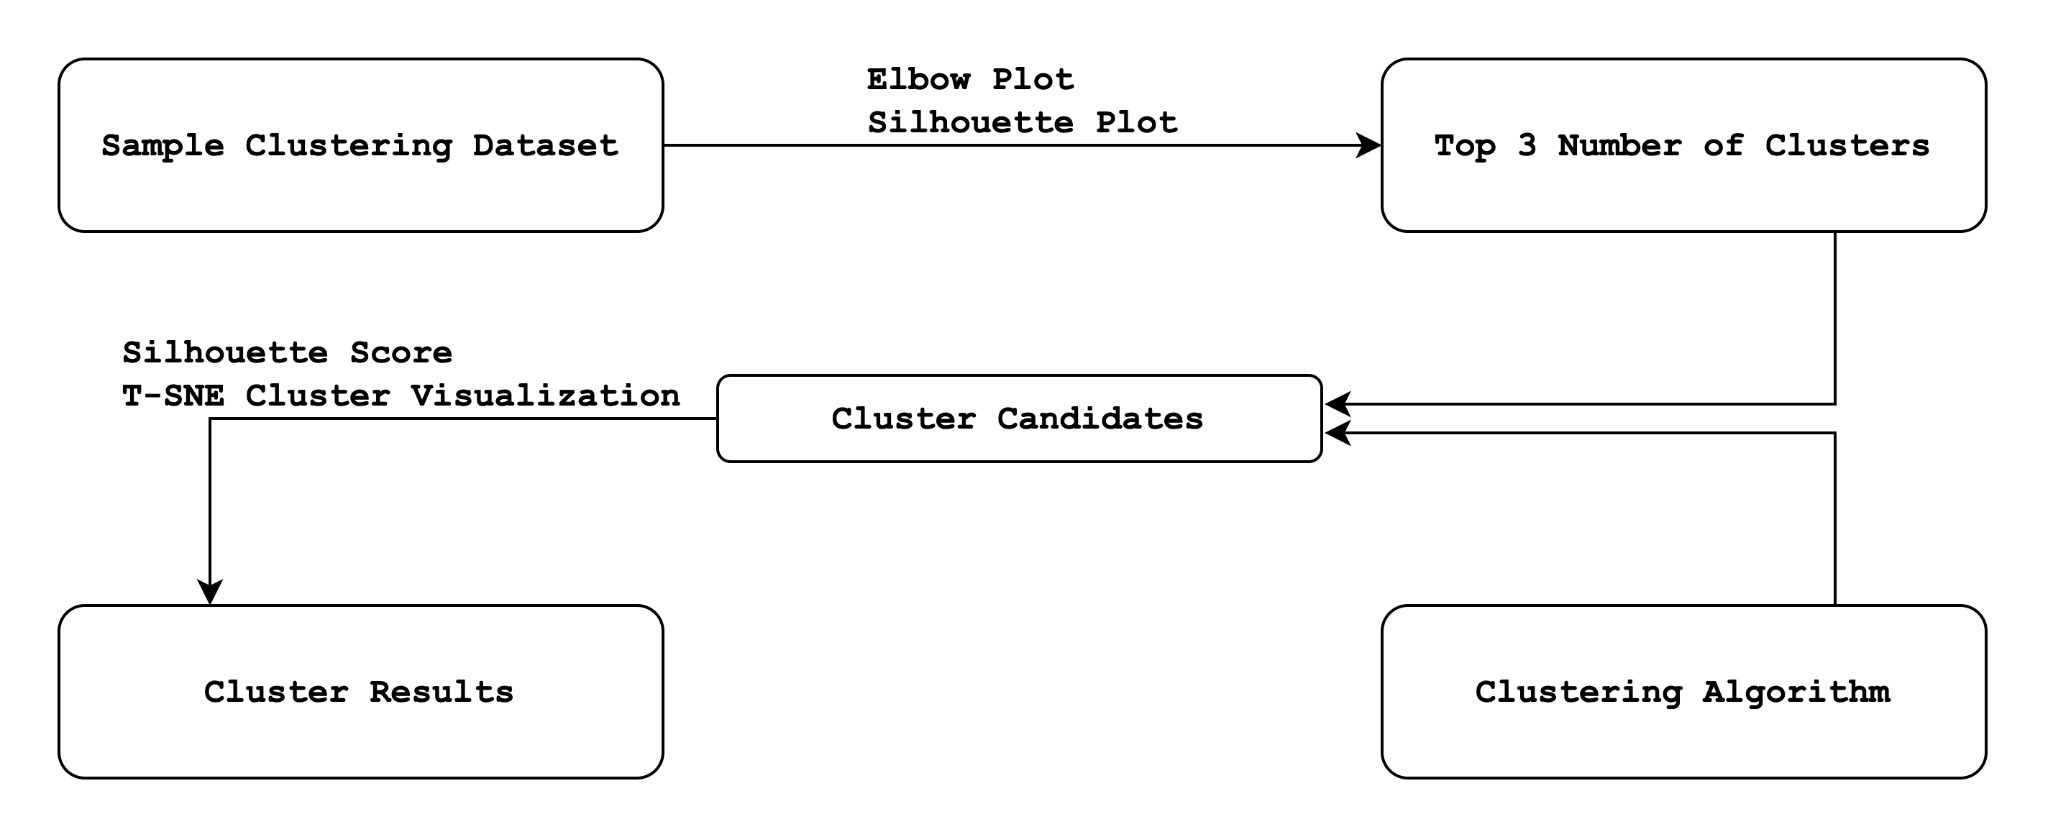 Sample Clustering Dataset
Elbow Plot
Silhouette Plot
Top 3 Number of Clusters
Silhouette Score
T-SNE Cluster Visualization
Cluster Candidates
Cluster Results
Clustering Algorithm